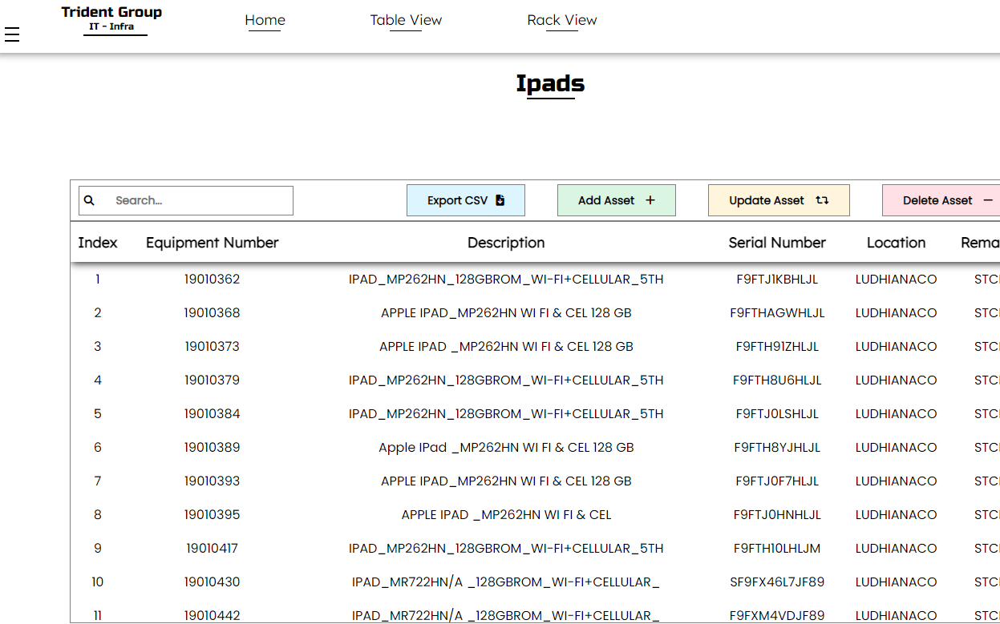 Trident Group
IT - Infra
Home Table View Rack View
Ipads
Search... Export CSV Add Asset + Update Asset Delete Asset −
Index Equipment Number Description Serial Number Location Rema
1 19010362 IPAD_MP262HN_128GBROM_WI-FI+CELLULAR_5TH F9FTJ1KBHLJL LUDHIANACO STC
2 19010368 APPLE IPAD_MP262HN WI FI & CEL 128 GB F9FTHAGWHLJL LUDHIANACO STC
3 19010373 APPLE IPAD _MP262HN WI FI & CEL 128 GB F9FTH91ZHLJL LUDHIANACO STC
4 19010379 IPAD_MP262HN_128GBROM_WI-FI+CELLULAR_5TH F9FTH8U6HLJL LUDHIANACO STC
5 19010384 IPAD_MP262HN_128GBROM_WI-FI+CELLULAR_5TH F9FTJ0LSHLJL LUDHIANACO STC
6 19010389 Apple IPad _MP262HN WI FI & CEL 128 GB F9FTH8YJHLJL LUDHIANACO STC
7 19010393 APPLE IPAD_MP262HN WI FI & CEL 128 GB F9FTJ0F7HLJL LUDHIANACO STC
8 19010395 APPLE IPAD _MP262HN WI FI & CEL F9FTJ0HNHLJL LUDHIANACO STC
9 19010417 IPAD_MP262HN_128GBROM_WI-FI+CELLULAR_5TH F9FTH10LHLJM LUDHIANACO STC
10 19010430 IPAD_MR722HN/A _128GBROM_WI-FI+CELLULAR_ SF9FX46L7JF89 LUDHIANACO STC
11 19010442 IPAD_MR722HN/A _128GBROM_WI-FI+CELLULAR_ F9FXM4VDJF89 LUDHIANACO STC